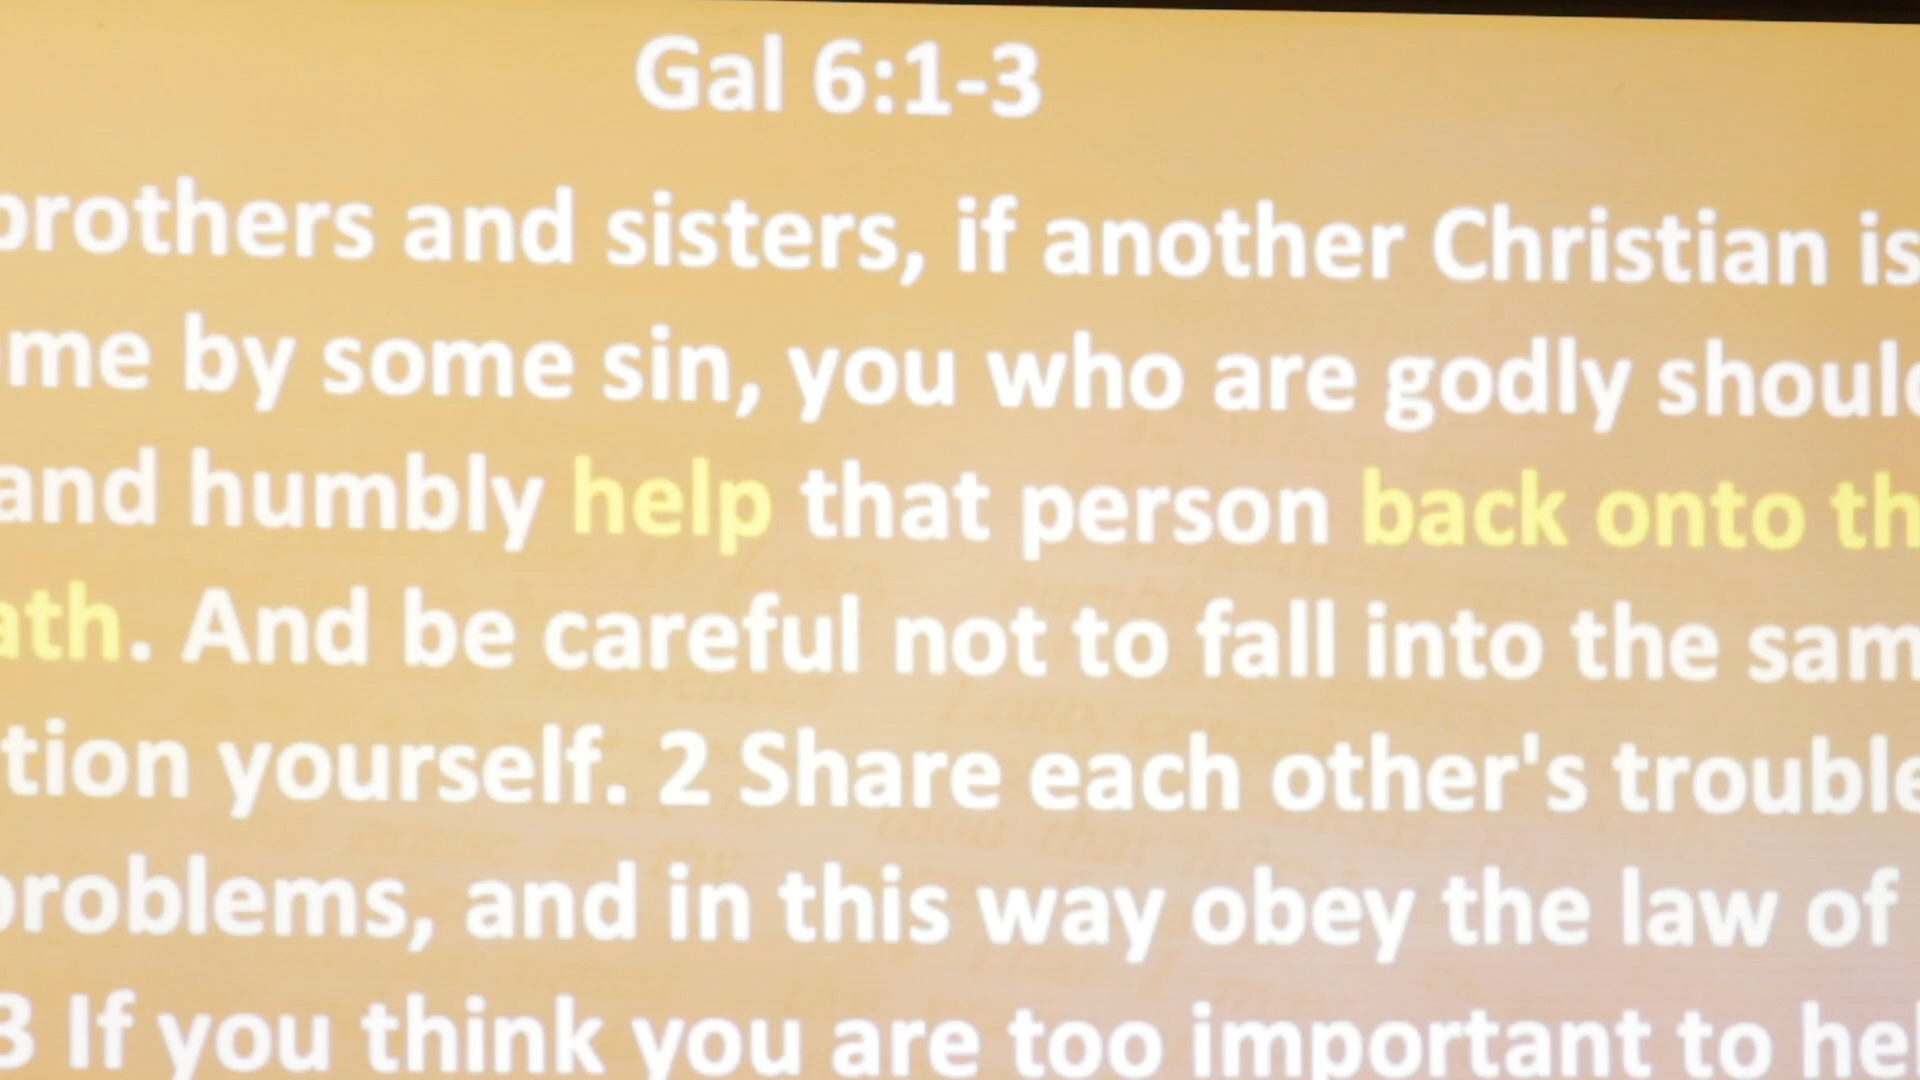 Gal 6:1-3
brothers and sisters, if another Christian is
me by some sin, you who are godly should
and humbly help that person back onto th
ath. And be careful not to fall into the sam
tion yourself. 2 Share each other's trouble
problems, and in this way obey the law of
3 If you think you are too important to hel